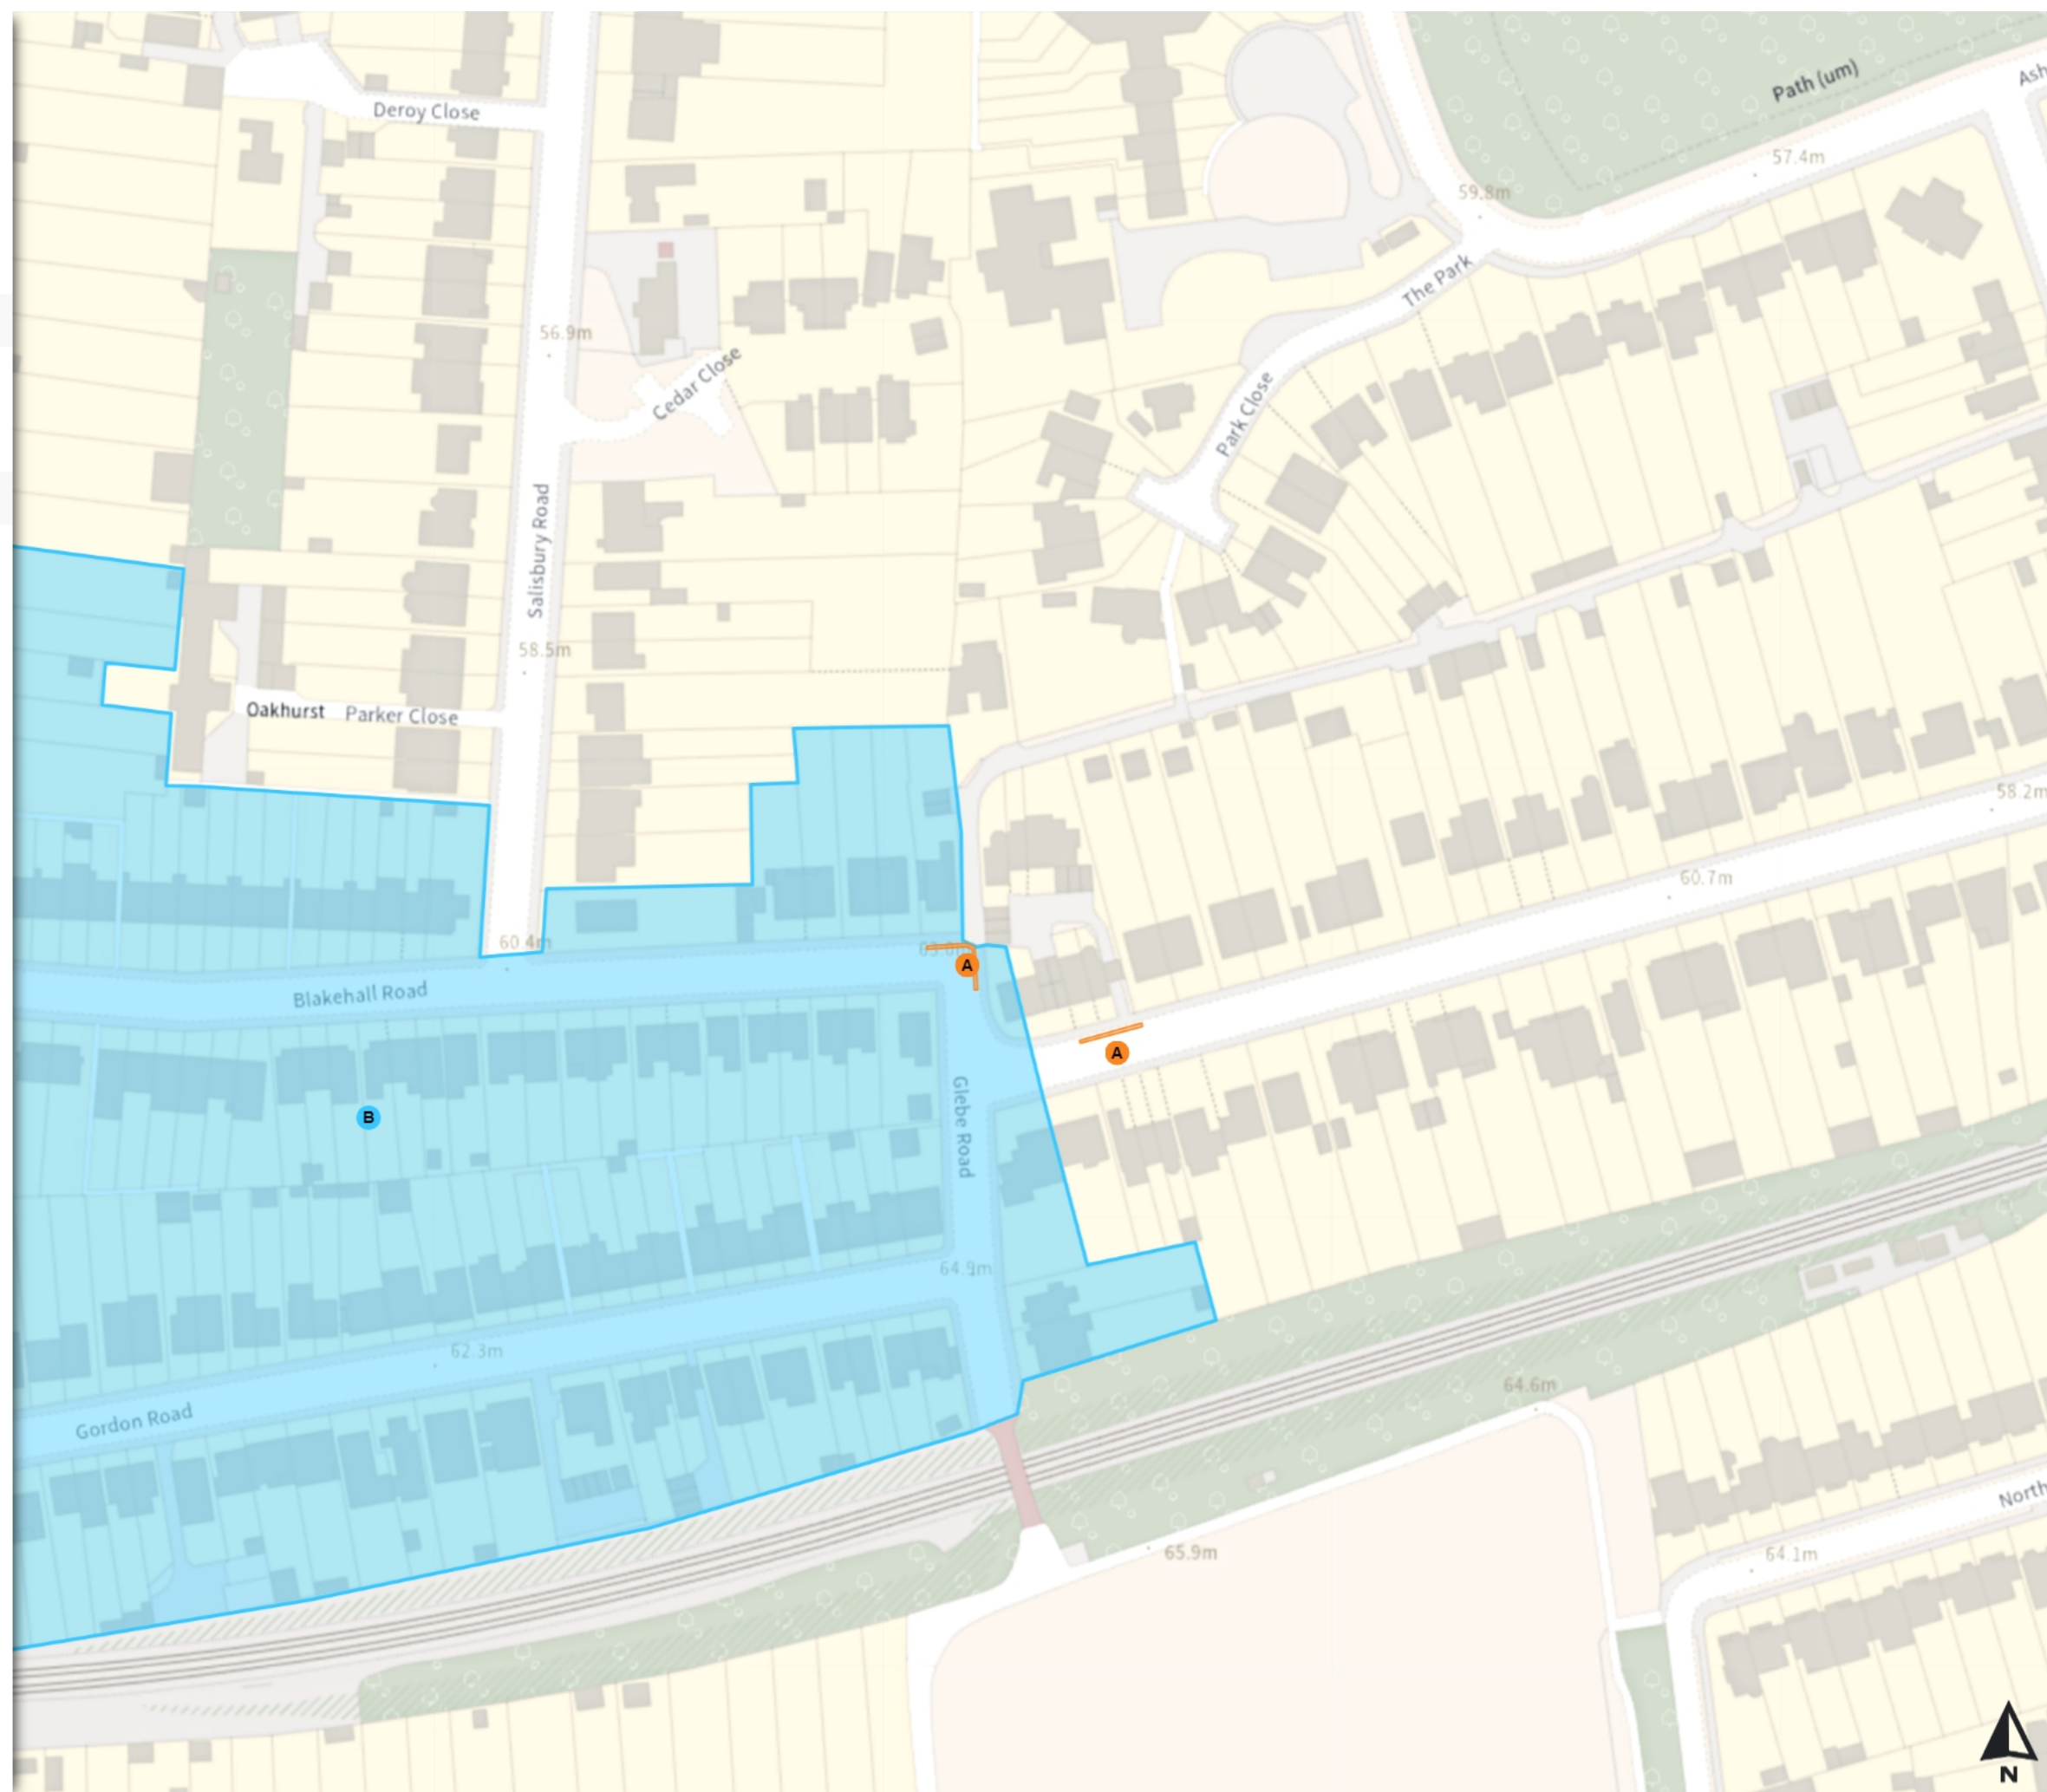 Path (um)
Ash
Deroy Close
57.4m
59.8m
The Park
56.9m
Cedar Close
Park Close
Salisbury Road
58.5m
Oakhurst
Parker Close
58.2m
60.7m
60.4m
A
Blakehall Road
A
Glebe Road
B
64.9m
62.3m
64.6m
Gordon Road
North
65.9m
64.1m
N